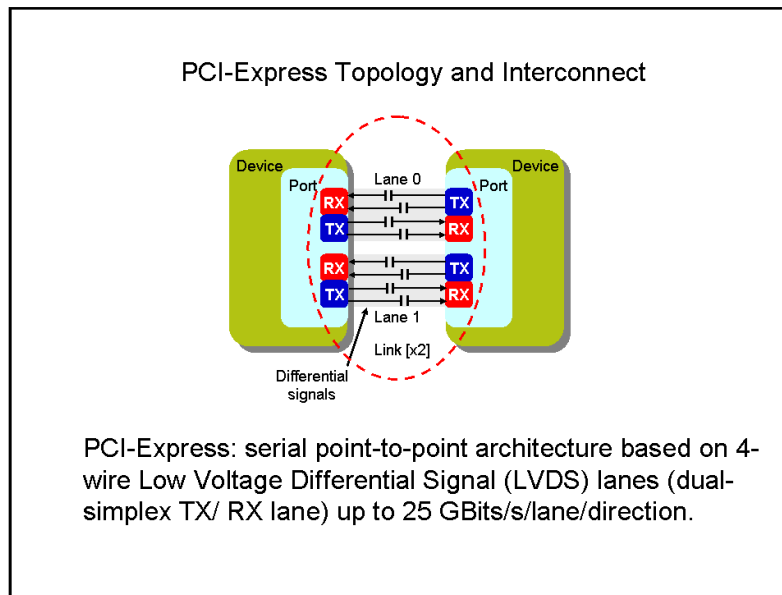 PCI-Express Topology and Interconnect
Device
Device
Port
Lane 0
Port
RX
TX
TX
RX
RX
TX
TX
RX
Lane 1
Link [x2]
Differential
signals
PCI-Express: serial point-to-point architecture based on 4-
wire Low Voltage Differential Signal (LVDS) lanes (dual-
simplex TX/ RX lane) up to 25 GBits/s/lane/direction.